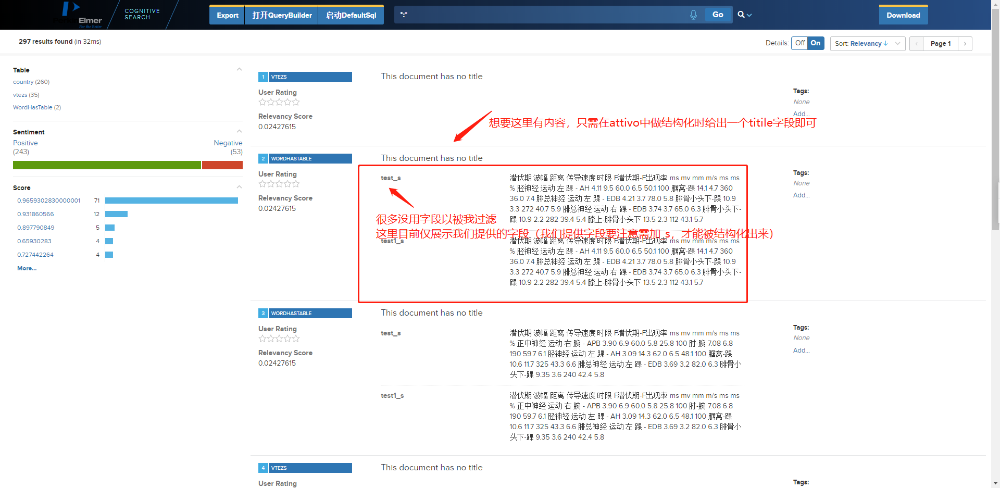 Elmer
For the Better
COGNITIVE
SEARCH
Export
打开QueryBuilder
启动DefaultSql
*:*
Go
Download
297 results found (in 32ms)
Details: Off On
Sort: Relevancy
Page 1
Table
country (260)
vtezs (35)
WordHasTable (2)
Sentiment
Positive
(243)
Negative
(53)
Score
0.9659302830000001 71
0.931860566 12
0.897790849 5
0.65930283 4
0.727442264 4
More...
1 VTEZS
This document has no title
User Rating
Relevancy Score
0.02427615
Tags:
None
Add...
想要这里有内容，只需在attivo中做结构化时给出一个titile字段即可
2 WORDHASTABLE
This document has no title
User Rating
Relevancy Score
0.02427615
test_s
潜伏期 波幅 距离 传导速度 时限 F潜伏期-F出现率 ms mv mm m/s ms ms
% 胫神经 运动 左 踝 - AH 4.11 9.5 60.0 6.5 50.1 100 腘窝-踝 14.1 4.7 360
36.0 7.4 腓总神经 运动 左 踝 - EDB 4.21 3.7 78.0 5.8 腓骨小头下-踝 10.9
3.3 272 40.7 5.9 腓总神经 运动 右 踝 - EDB 3.74 3.7 65.0 6.3 腓骨小头下-
踝 10.9 2.2 282 39.4 5.4 膝上-腓骨小头下 13.5 2.3 112 43.1 5.7
很多没用字段以被我过滤
这里目前仅展示我们提供的字段（我们提供字段要注意需加_s，才能被结构化出来）
test1_s
潜伏期 波幅 距离 传导速度 时限 F潜伏期-F出现率 ms mv mm m/s ms ms
% 胫神经 运动 左 踝 - AH 4.11 9.5 60.0 6.5 50.1 100 腘窝-踝 14.1 4.7 360
36.0 7.4 腓总神经 运动 左 踝 - EDB 4.21 3.7 78.0 5.8 腓骨小头下-踝 10.9
3.3 272 40.7 5.9 腓总神经 运动 右 踝 - EDB 3.74 3.7 65.0 6.3 腓骨小头下-
踝 10.9 2.2 282 39.4 5.4 膝上-腓骨小头下 13.5 2.3 112 43.1 5.7
Tags:
None
Add...
3 WORDHASTABLE
This document has no title
User Rating
Relevancy Score
0.02427615
test_s
潜伏期 波幅 距离 传导速度 时限 F潜伏期-F出现率 ms mv mm m/s ms ms
% 正中神经 运动 右 腕 - APB 3.90 6.9 60.0 5.8 25.8 100 肘-腕 7.08 6.8
190 59.7 6.1 胫神经 运动 左 踝 - AH 3.09 14.3 62.0 6.5 48.1 100 腘窝-踝
10.6 11.7 325 43.3 6.6 腓总神经 运动 左 踝 - EDB 3.69 3.2 82.0 6.3 腓骨小
头下-踝 9.35 3.6 240 42.4 5.8
test1_s
潜伏期 波幅 距离 传导速度 时限 F潜伏期-F出现率 ms mv mm m/s ms ms
% 正中神经 运动 右 腕 - APB 3.90 6.9 60.0 5.8 25.8 100 肘-腕 7.08 6.8
190 59.7 6.1 胫神经 运动 左 踝 - AH 3.09 14.3 62.0 6.5 48.1 100 腘窝-踝
10.6 11.7 325 43.3 6.6 腓总神经 运动 左 踝 - EDB 3.69 3.2 82.0 6.3 腓骨小
头下-踝 9.35 3.6 240 42.4 5.8
Tags:
None
Add...
4 VTEZS
This document has no title
User Rating
Tags: